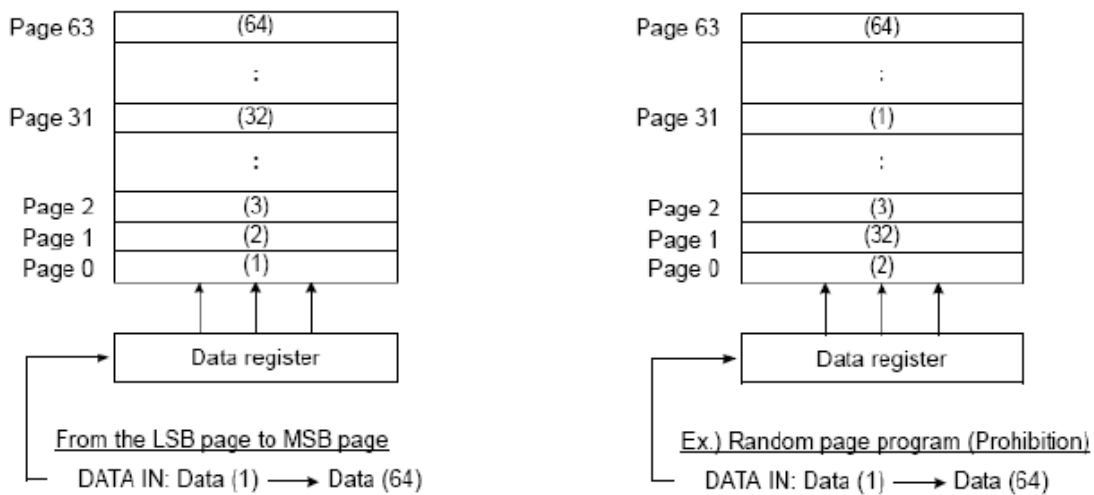 Page 63 (64)
:
Page 31 (32)
:
Page 2 (3)
Page 1 (2)
Page 0 (1)
Data register
From the LSB page to MSB page
DATA IN: Data (1) → Data (64)
Page 63 (64)
:
Page 31 (1)
:
Page 2 (3)
Page 1 (32)
Page 0 (2)
Data register
Ex.) Random page program (Prohibition)
DATA IN: Data (1) → Data (64)